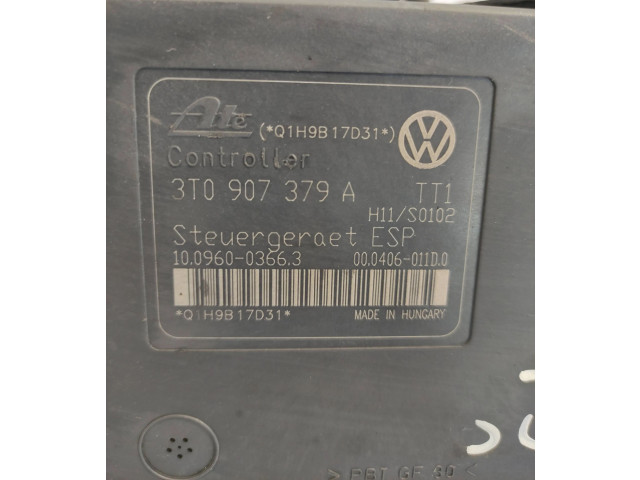 Ate (*Q1H9B17D31*)
Controller
3T0 907 379 A TT1
H11/S0102
Steuergeraet ESP
10.0960-0366.3 00.0406-011D.0
*Q1H9B17D31* MADE IN HUNGARY
>PBT GF 30<